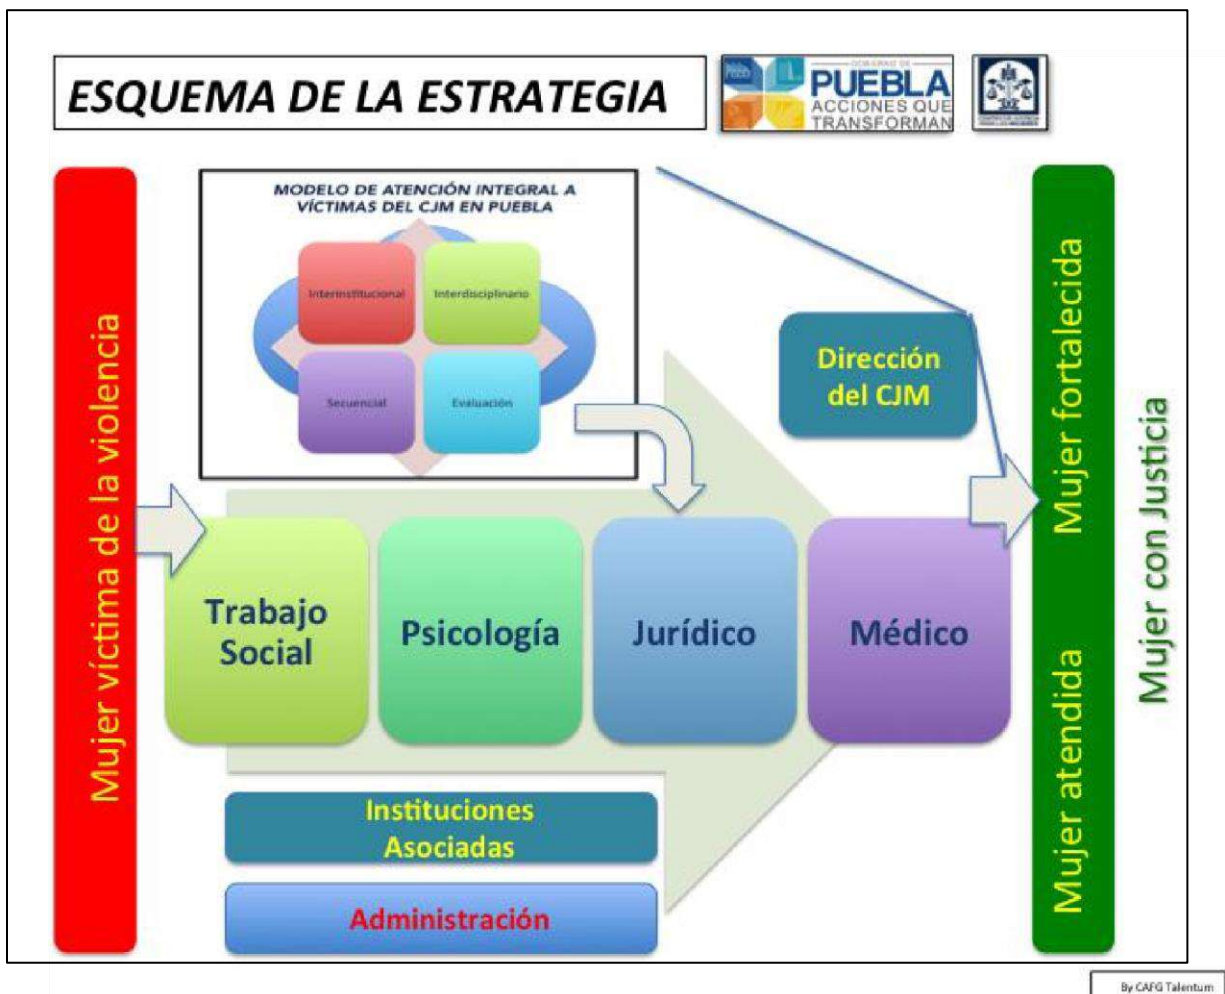 ESQUEMA DE LA ESTRATEGIA
GOBIERNO DE
PUEBLA
ACCIONES QUE
TRANSFORMAN
MODELO DE ATENCIÓN INTEGRAL A
VÍCTIMAS DEL CJM EN PUEBLA
Interinstitucional
Interdisciplinario
Secuencial
Evaluación
Mujer víctima de la violencia
Dirección
del CJM
Trabajo
Social
Psicología
Jurídico
Médico
Instituciones
Asociadas
Administración
Mujer fortalecida
Mujer atendida
Mujer con Justicia
By CAFG Talentum